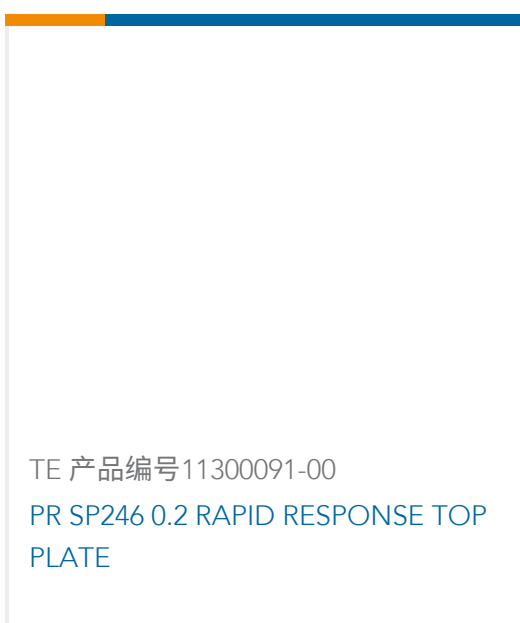 TE 产品编号11300091-00
PR SP246 0.2 RAPID RESPONSE TOP
PLATE